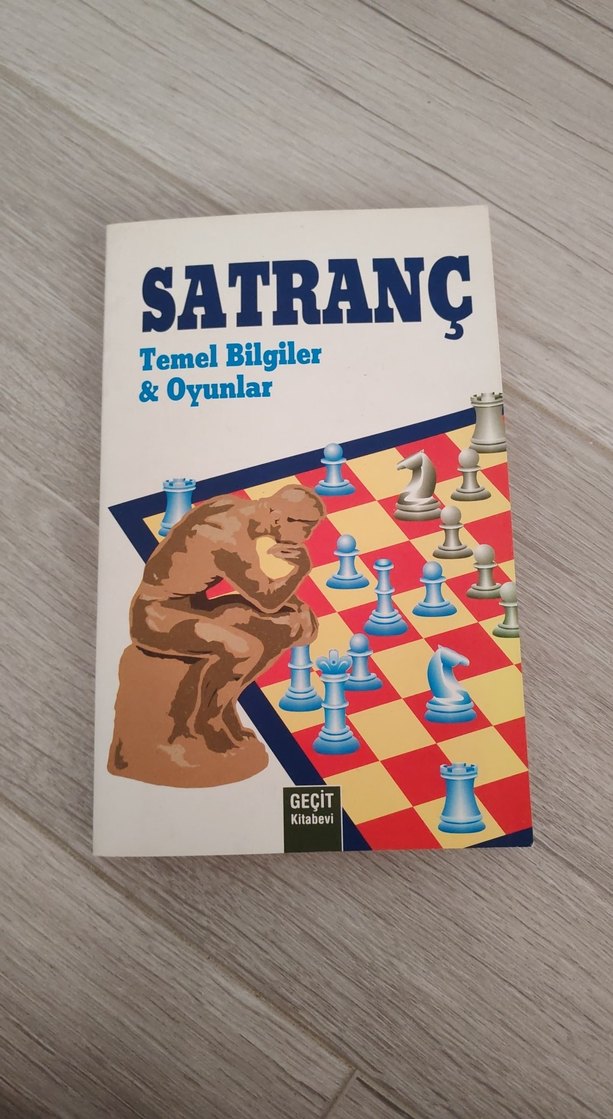 SATRANÇ
Temel Bilgiler
& Oyunlar
GEÇİT
Kitabevi